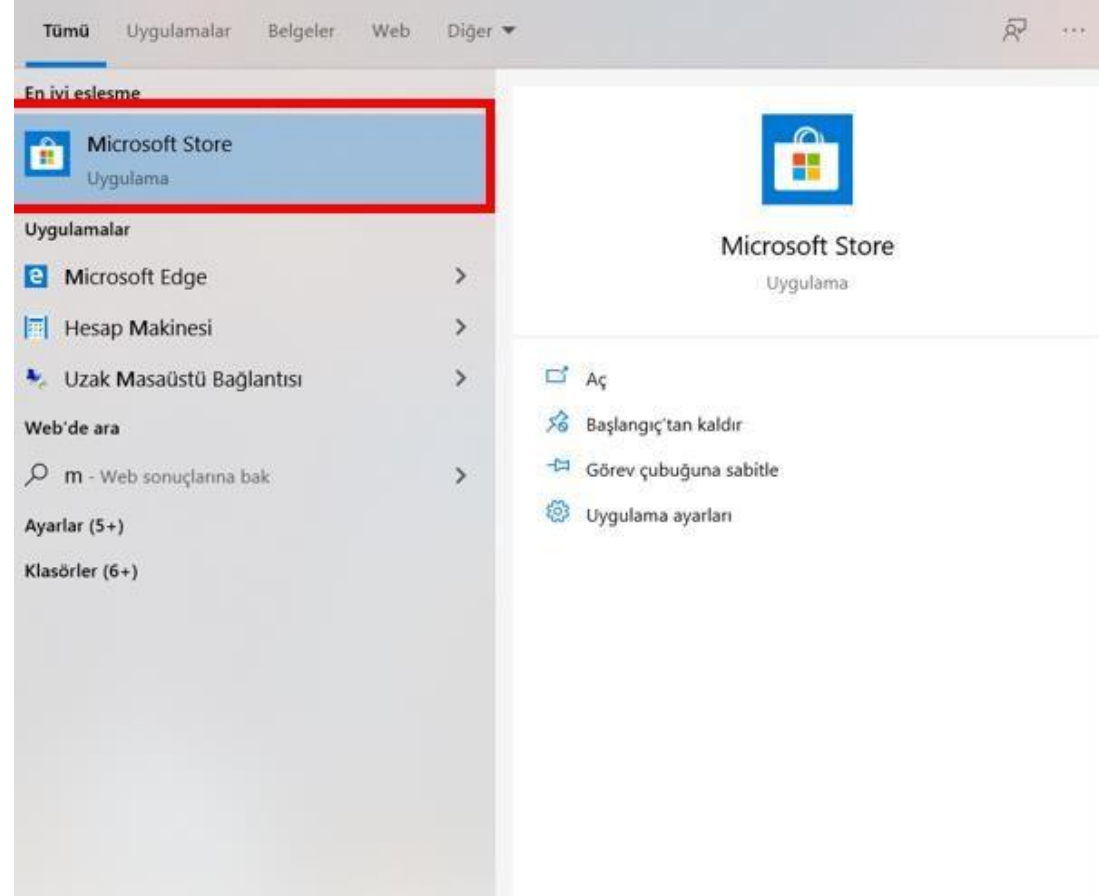 Tümü Uygulamalar Belgeler Web Diğer
En iyi eşleşme
Microsoft Store
Uygulama
Uygulamalar
Microsoft Edge
Hesap Makinesi
Uzak Masaüstü Bağlantısı
Web'de ara
m - Web sonuçlarına bak
Ayarlar (5+)
Klasörler (6+)
Microsoft Store
Uygulama
Aç
Başlangıç'tan kaldır
Görev çubuğuna sabitle
Uygulama ayarları